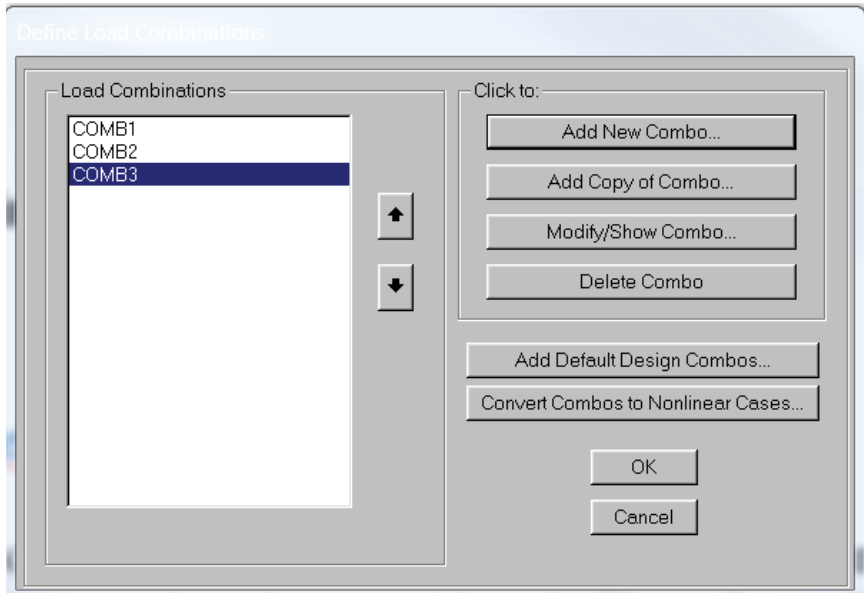 Define Load Combinations
Load Combinations
COMB1
COMB2
COMB3
Click to:
Add New Combo...
Add Copy of Combo...
Modify/Show Combo...
Delete Combo
Add Default Design Combos...
Convert Combos to Nonlinear Cases...
OK
Cancel